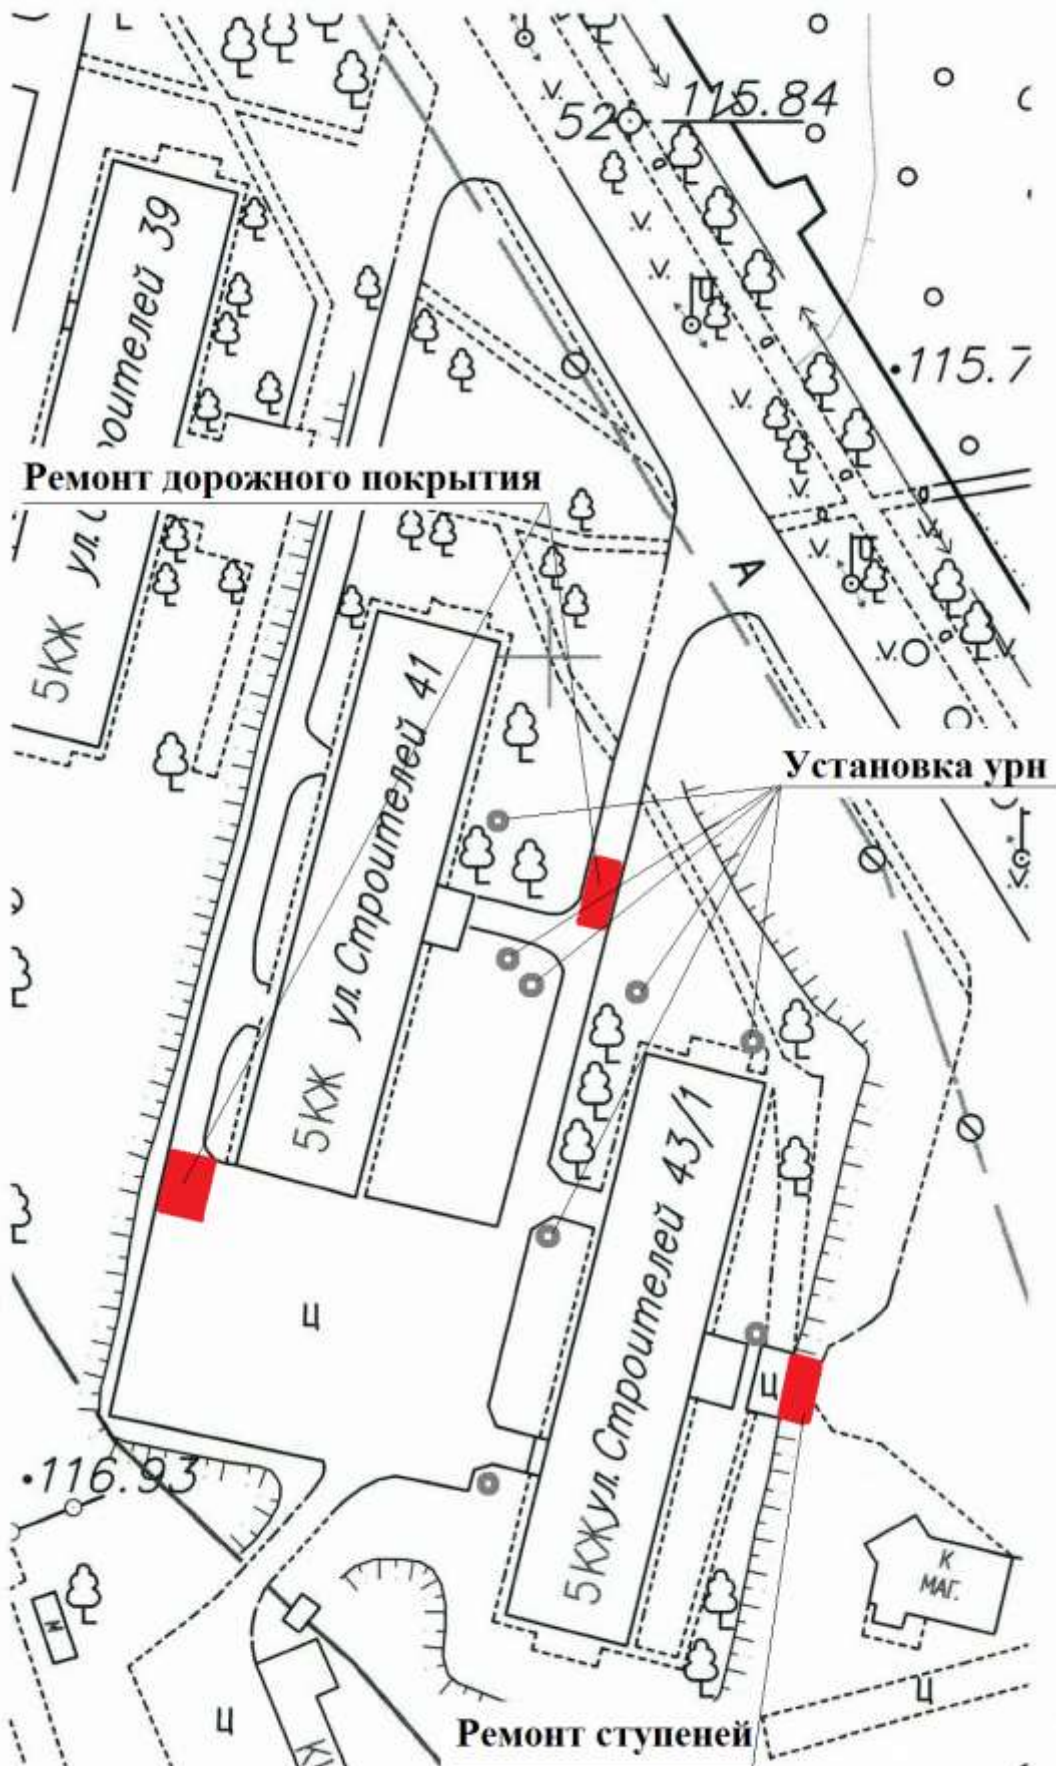 52
115.84
115.7
ул. Строителей 39
5КЖ
Ремонт дорожного покрытия
А
ул. Строителей 41
5КЖ
Установка урн
ул. Строителей 43/1
5КЖ
Ц
Ц
116.93
К
МАГ.
М
Ц
Ц
Ремонт ступеней